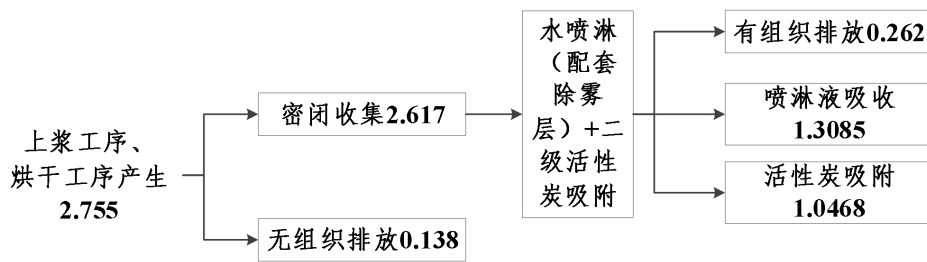 上浆工序、
烘干工序产生
2.755
密闭收集2.617
无组织排放0.138
水喷淋
（配套
除雾
层）+二
级活性
炭吸附
有组织排放0.262
喷淋液吸收
1.3085
活性炭吸附
1.0468